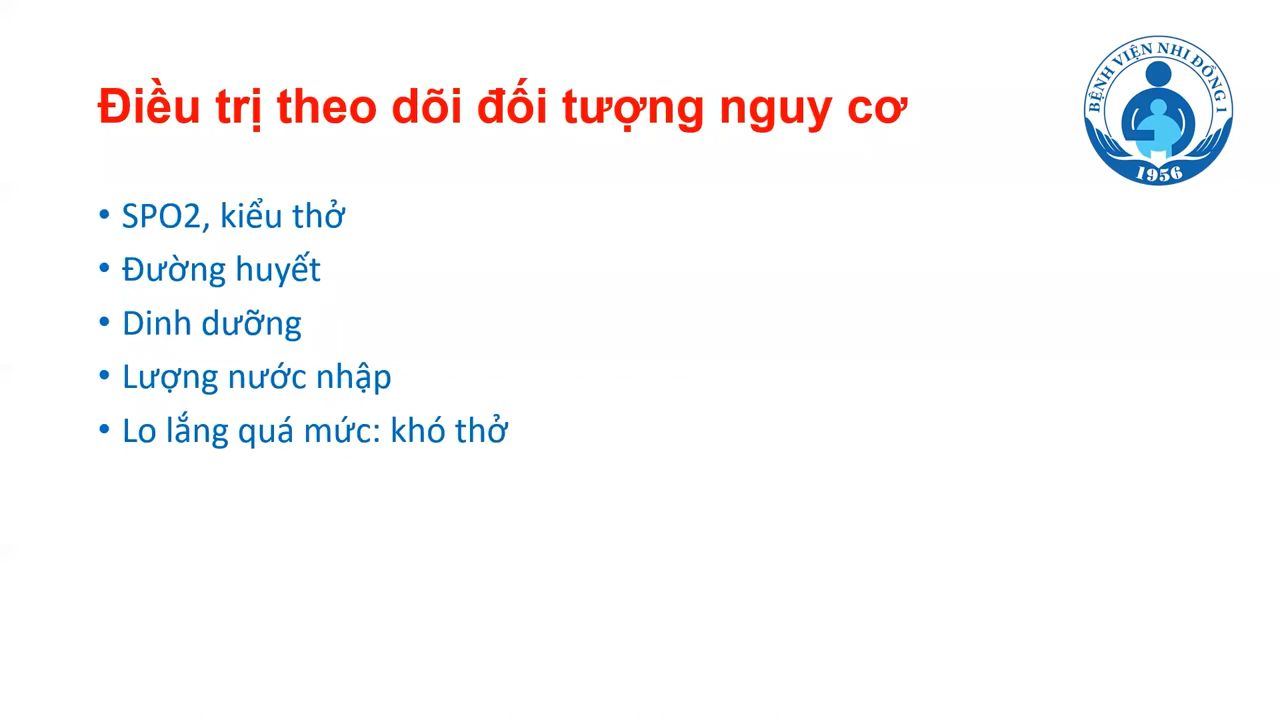 Điều trị theo dõi đối tượng nguy cơ
BỆNH VIỆN NHI ĐỒNG 1
1956
• SPO2, kiểu thở
• Đường huyết
• Dinh dưỡng
• Lượng nước nhập
• Lo lắng quá mức: khó thở